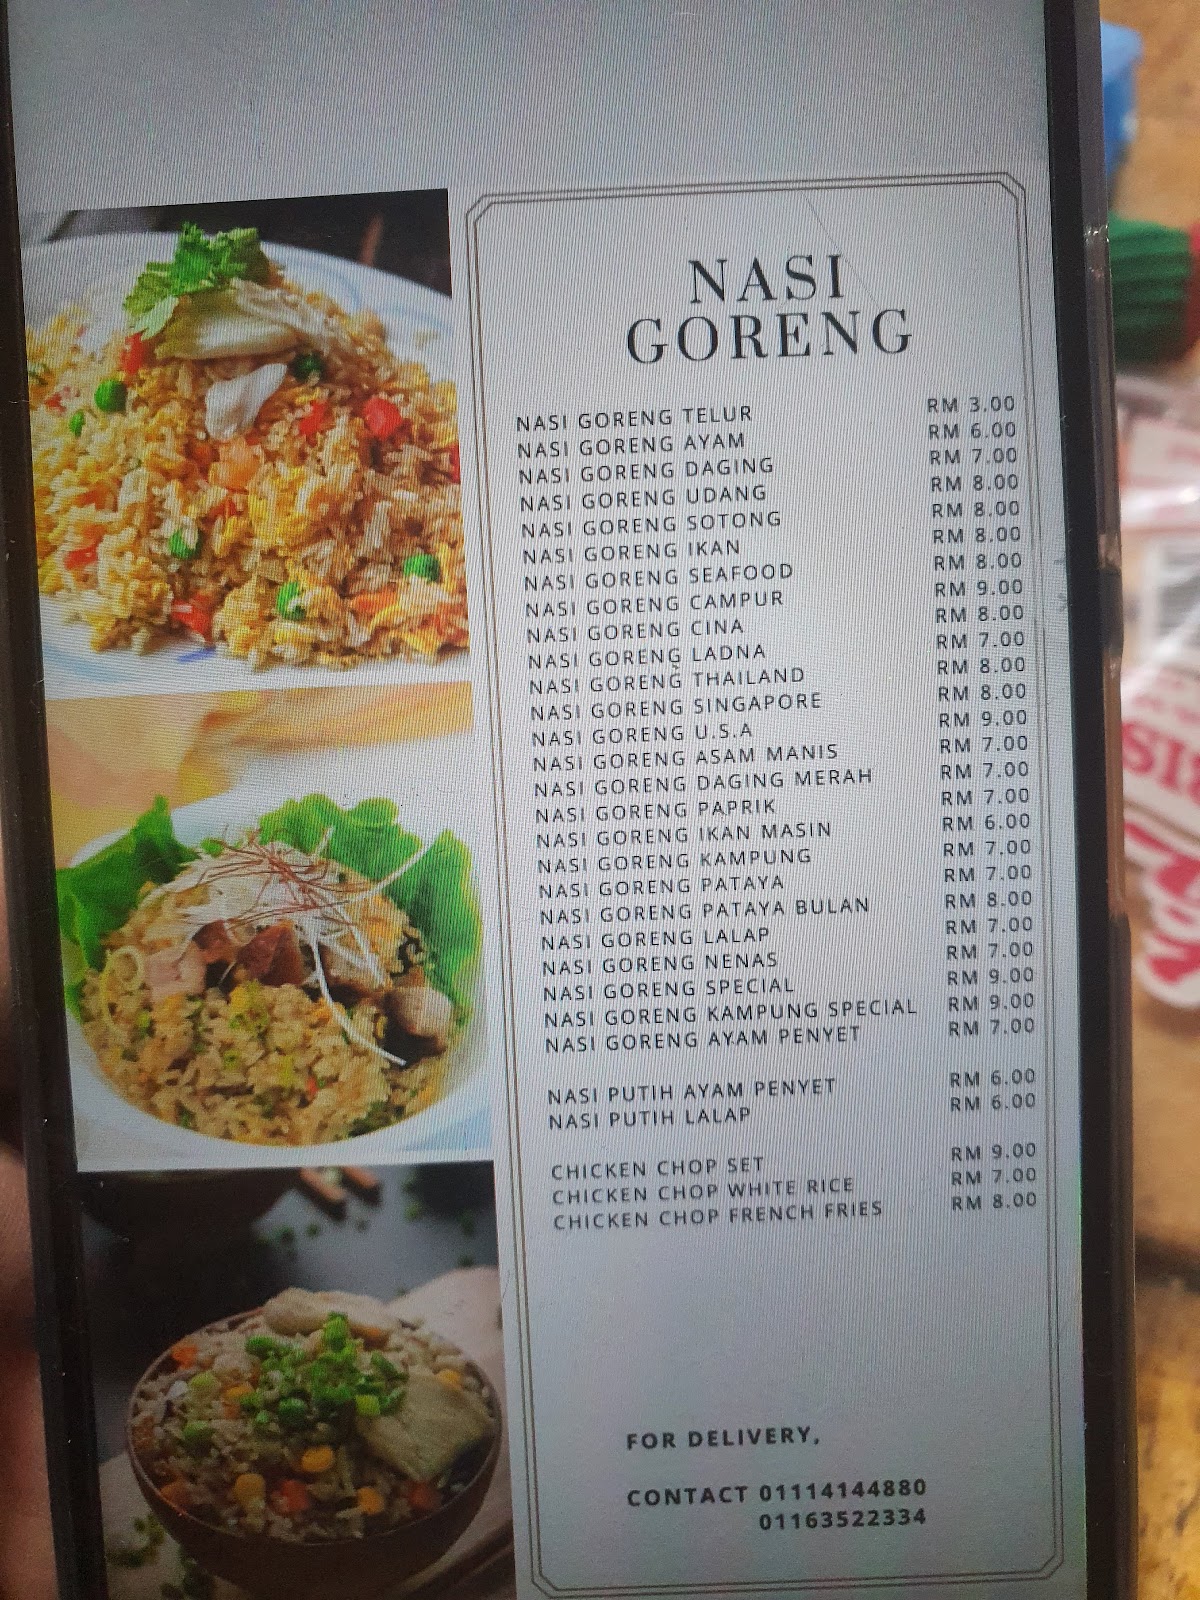 NASI
GORENG
NASI GORENG TELUR RM 3.00
NASI GORENG AYAM RM 6.00
NASI GORENG DAGING RM 7.00
NASI GORENG UDANG RM 8.00
NASI GORENG SOTONG RM 8.00
NASI GORENG IKAN RM 8.00
NASI GORENG SEAFOOD RM 8.00
NASI GORENG CAMPUR RM 9.00
NASI GORENG CINA RM 8.00
NASI GORENG LADNA RM 7.00
NASI GORENG THAILAND RM 8.00
NASI GORENG SINGAPORE RM 8.00
NASI GORENG U.S.A RM 9.00
NASI GORENG ASAM MANIS RM 7.00
NASI GORENG DAGING MERAH RM 7.00
NASI GORENG PAPRIK RM 7.00
NASI GORENG IKAN MASIN RM 6.00
NASI GORENG KAMPUNG RM 7.00
NASI GORENG PATAYA RM 7.00
NASI GORENG PATAYA BULAN RM 8.00
NASI GORENG LALAP RM 7.00
NASI GORENG NENAS RM 7.00
NASI GORENG SPECIAL RM 9.00
NASI GORENG KAMPUNG SPECIAL RM 9.00
NASI GORENG AYAM PENYET RM 7.00
NASI PUTIH AYAM PENYET RM 6.00
NASI PUTIH LALAP RM 6.00
CHICKEN CHOP SET RM 9.00
CHICKEN CHOP WHITE RICE RM 7.00
CHICKEN CHOP FRENCH FRIES RM 8.00
FOR DELIVERY,
CONTACT 01114144880
01163522334